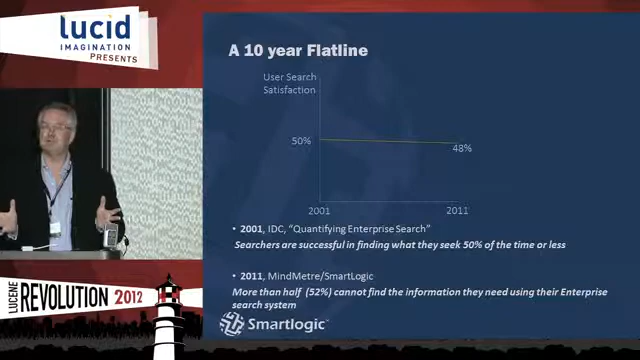 lucid
IMAGINATION
PRESENTS
LUCENE
REVOLUTION 2012
A 10 year Flatline
User Search
Satisfaction
50%
48%
2001
2011
• 2001, IDC, “Quantifying Enterprise Search”
Searchers are successful in finding what they seek 50% of the time or less
• 2011, MindMetre/SmartLogic
More than half (52%) cannot find the information they need using their Enterprise
search system
Smartlogic